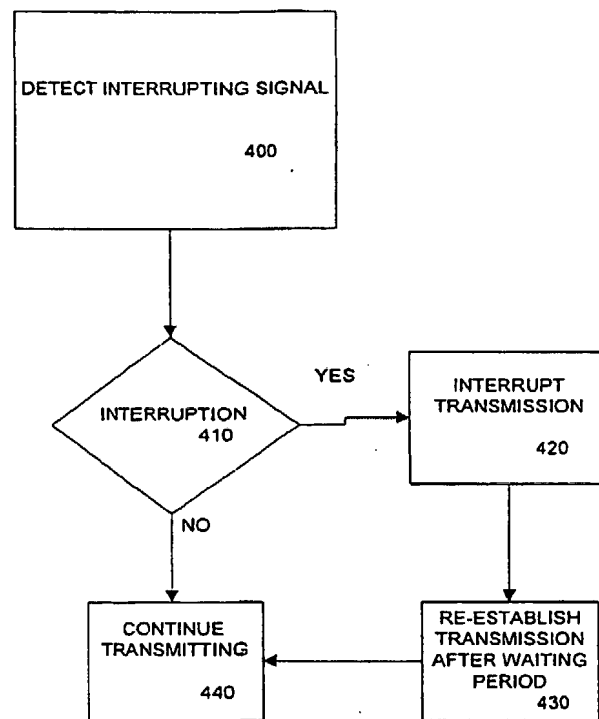 DETECT INTERRUPTING SIGNAL
400
INTERRUPTION
410
YES
INTERRUPT
TRANSMISSION
420
NO
CONTINUE
TRANSMITTING
440
RE-ESTABLISH
TRANSMISSION
AFTER WAITING
PERIOD
430